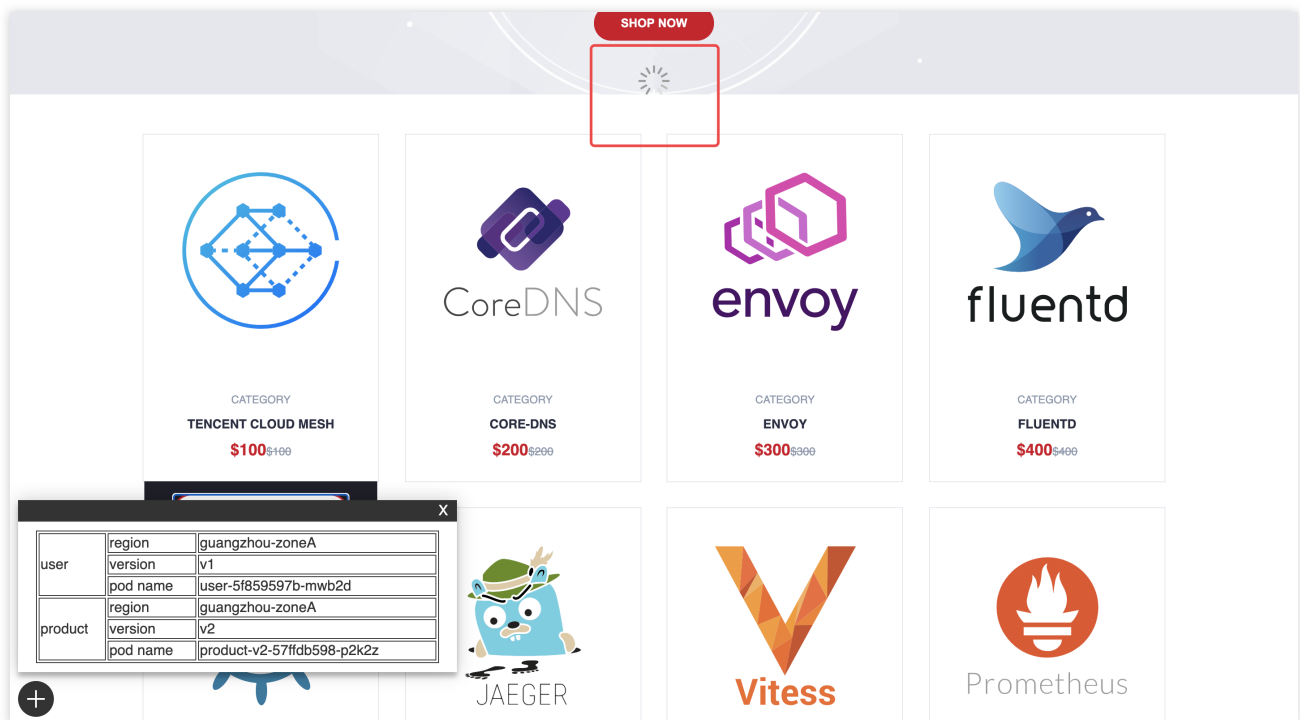 SHOP NOW
CoreDNS
envoy
fluentd
CATEGORY
TENCENT CLOUD MESH
$100$100
CATEGORY
CORE-DNS
$200$200
CATEGORY
ENVOY
$300$300
CATEGORY
FLUENTD
$400$400
X
user
region guangzhou-zoneA
version v1
pod name user-5f859597b-mwb2d
product
region guangzhou-zoneA
version v2
pod name product-v2-57ffdb598-p2k2z
JAEGER
Vitess
Prometheus